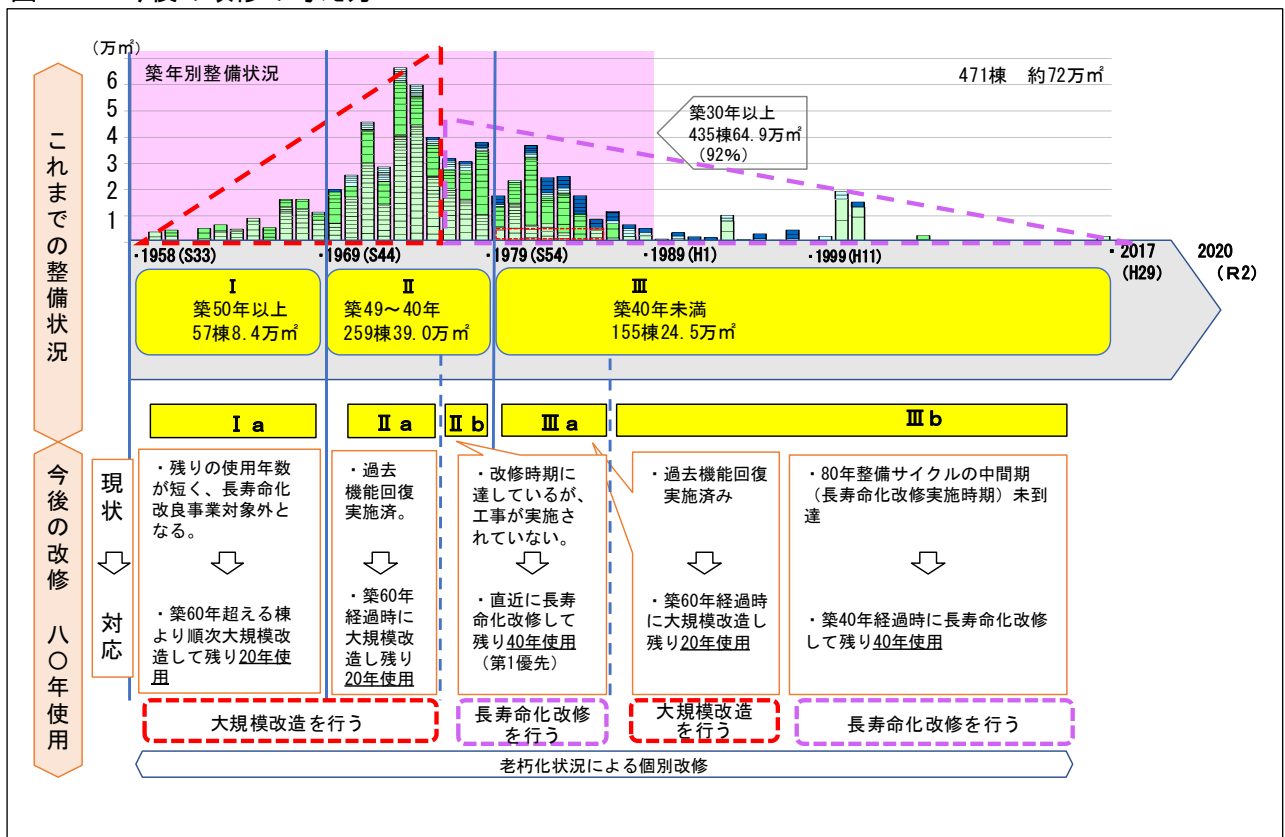 （万㎡）
築年別整備状況
471棟 約72万㎡
6
5
4
3
2
1
築30年以上
435棟64.9万㎡
（92%）
・1958 (S33)
・1969 (S44)
・1979 (S54)
・1989 (H1)
・1999 (H11)
・2017
(H29)
2020
（R2）
これまでの整備状況
Ⅰ
築50年以上
57棟8.4万㎡
Ⅱ
築49～40年
259棟39.0万㎡
Ⅲ
築40年未満
155棟24.5万㎡
Ⅰａ
Ⅱａ
Ⅱｂ
Ⅲａ
Ⅲｂ
今後の改修 八〇年使用
現状
対応
・残りの使用年数
が短く、長寿命化
改良事業対象外と
なる。
・築60年超える棟
より順次大規模改
造して残り20年使
用
・過去
機能回復
実施済。
・築60年
経過時に
大規模改
造し残り
20年使用
・改修時期に
達しているが、
工事が実施さ
れていない。
・直近に長寿
命化改修して
残り40年使用
（第1優先）
・過去機能回復
実施済み
・築60年経過時
に大規模改造し
残り20年使用
・80年整備サイクルの中間期
（長寿命化改修実施時期）未到
達
・築40年経過時に長寿命化改修
して残り40年使用
大規模改造を行う
長寿命化改修
を行う
大規模改造
を行う
長寿命化改修を行う
老朽化状況による個別改修